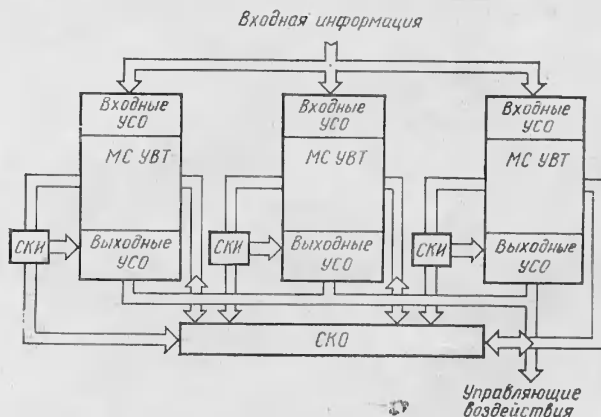 Входная информация
Входные
УСО
МС УВТ
СКИ
Выходные
УСО
Входные
УСО
МС УВТ
СКИ
Выходные
УСО
Входные
УСО
МС УВТ
СКИ
Выходные
УСО
СКО
Управляющие
воздействия